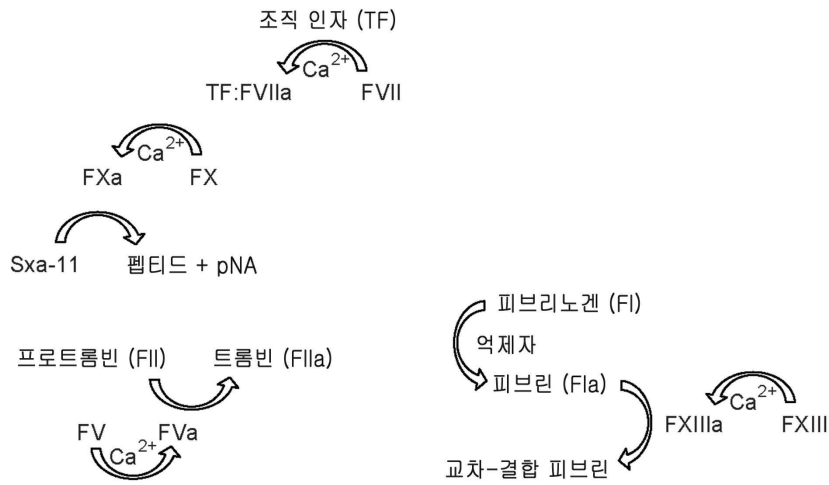 조직 인자 (TF)
Ca2+
TF:FVIIa FVII
Ca2+
FXa FX
Sxa-11 펩티드 + pNA
피브리노겐 (FI)
억제자
프로트롬빈 (FII) 트롬빈 (FIIa)
피브린 (FIa)
Ca2+
FXIIIa FXIII
FV FVa
Ca2+
교차-결합 피브린